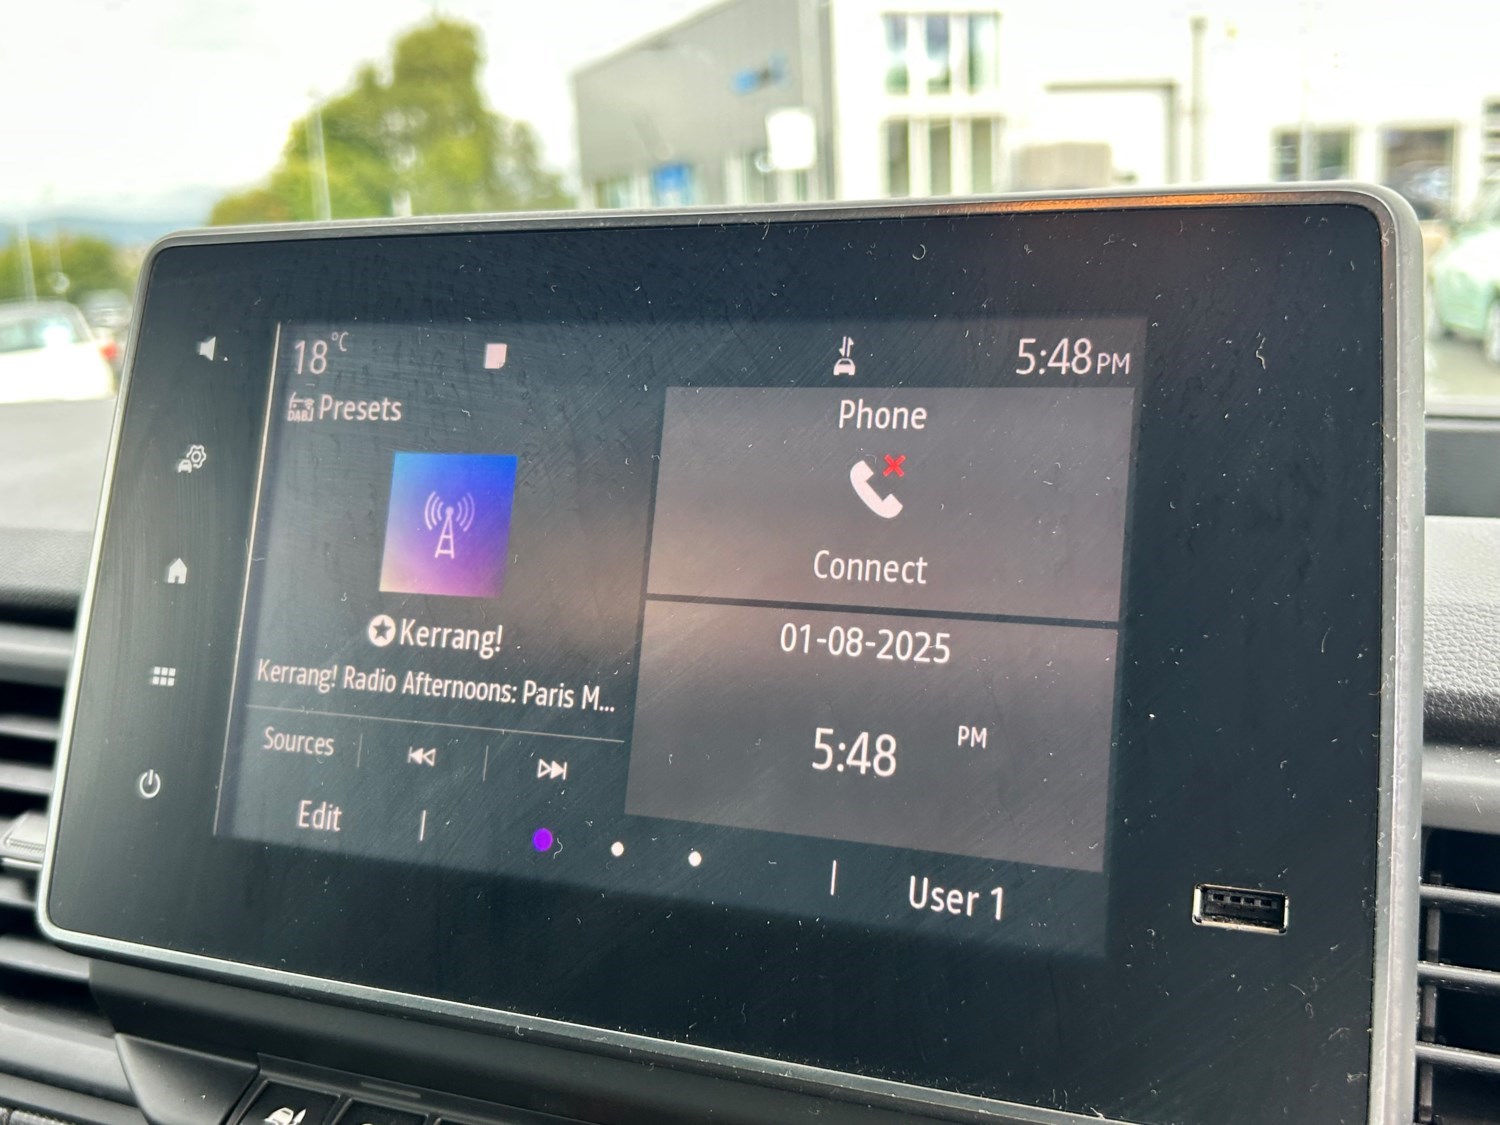 18°C
5:48PM
DAB Presets
Phone
Kerrang!
Kerrang! Radio Afternoons: Paris M...
Connect
01-08-2025
5:48 PM
Sources
Edit
User 1